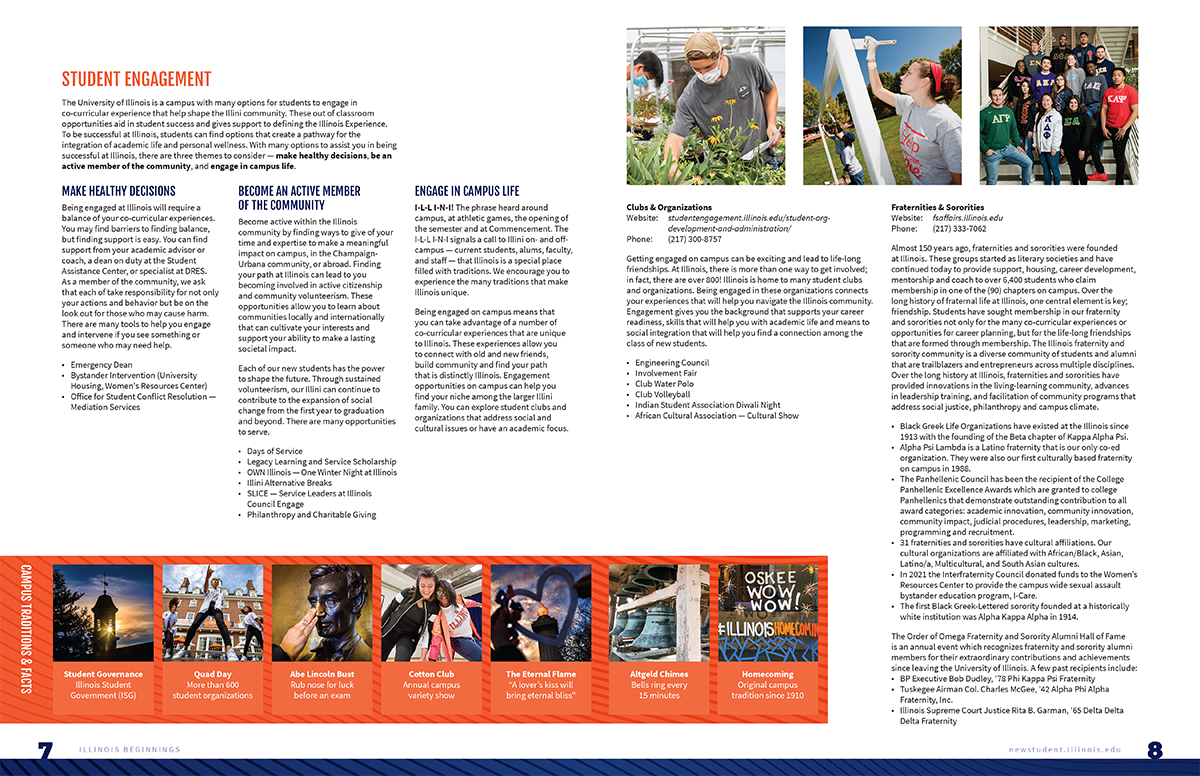 STUDENT ENGAGEMENT
The University of Illinois is a campus with many options for students to engage in
co-curricular experience that help shape the Illini community. These out of classroom
opportunities aid in student success and gives support to defining the Illinois Experience.
To be successful at Illinois, students can find options that create a pathway for the
integration of academic life and personal wellness. With many options to assist you in being
successful at Illinois, there are three themes to consider — make healthy decisions, be an
active member of the community, and engage in campus life.
MAKE HEALTHY DECISIONS
Being engaged at Illinois will require a
balance of your co-curricular experiences.
You may find barriers to finding balance,
but finding support is easy. You can find
support from your academic advisor or
coach, a dean on duty at the Student
Assistance Center, or specialist at DRES.
As a member of the community, we ask
that each of take responsibility for not only
your actions and behavior but be on the
look out for those who may cause harm.
There are many tools to help you engage
and intervene if you see something or
someone who may need help.
• Emergency Dean
• Bystander Intervention (University
Housing, Women's Resources Center)
• Office for Student Conflict Resolution —
Mediation Services
BECOME AN ACTIVE MEMBER
OF THE COMMUNITY
Become active within the Illinois
community by finding ways to give of your
time and expertise to make a meaningful
impact on campus, in the Champaign-
Urbana community, or abroad. Finding
your path at Illinois can lead to you
becoming involved in active citizenship
and community volunteerism. These
opportunities allow you to learn about
communities locally and internationally
that can cultivate your interests and
support your ability to make a lasting
societal impact.
Each of our new students has the power
to shape the future. Through sustained
volunteerism, our Illini can continue to
contribute to the expansion of social
change from the first year to graduation
and beyond. There are many opportunities
to serve.
• Days of Service
• Legacy Learning and Service Scholarship
• OWN Illinois — One Winter Night at Illinois
• Illini Alternative Breaks
• SLICE — Service Leaders at Illinois
Council Engage
• Philanthropy and Charitable Giving
ENGAGE IN CAMPUS LIFE
I-L-L I-N-I! The phrase heard around
campus, at athletic games, the opening of
the semester and at Commencement. The
I-L-L I-N-I signals a call to Illini on- and off-
campus — current students, alums, faculty,
and staff — that Illinois is a special place
filled with traditions. We encourage you to
experience the many traditions that make
Illinois unique.
Being engaged on campus means that
you can take advantage of a number of
co-curricular experiences that are unique
to Illinois. These experiences allow you
to connect with old and new friends,
build community and find your path
that is distinctly Illinois. Engagement
opportunities on campus can help you
find your niche among the larger Illini
family. You can explore student clubs and
organizations that address social and
cultural issues or have an academic focus.
CAMPUS TRADITIONS & FACTS
Student Governance
Illinois Student
Government (ISG)
Quad Day
More than 600
student organizations
Abe Lincoln Bust
Rub nose for luck
before an exam
Cotton Club
Annual campus
variety show
The Eternal Flame
“A lover's kiss will
bring eternal bliss”
Altgeld Chimes
Bells ring every
15 minutes
OSKEE
WOW
WOW!
#ILLINOISHOMECOMIN
Homecoming
Original campus
tradition since 1910
7 ILLINOIS BEGINNINGS
ΑΓΡ
ΑΚΑ
ΣΛ
ΚΑΨ
Clubs & Organizations
Website: studentengagement.illinois.edu/student-org-
development-and-administration/
Phone: (217) 300-8757
Getting engaged on campus can be exciting and lead to life-long
friendships. At Illinois, there is more than one way to get involved;
in fact, there are over 800! Illinois is home to many student clubs
and organizations. Being engaged in these organizations connects
your experiences that will help you navigate the Illinois community.
Engagement gives you the background that supports your career
readiness, skills that will help you with academic life and means to
social integration that will help you find a connection among the
class of new students.
• Engineering Council
• Involvement Fair
• Club Water Polo
• Club Volleyball
• Indian Student Association Diwali Night
• African Cultural Association — Cultural Show
Fraternities & Sororities
Website: fsaffairs.illinois.edu
Phone: (217) 333-7062
Almost 150 years ago, fraternities and sororities were founded
at Illinois. These groups started as literary societies and have
continued today to provide support, housing, career development,
mentorship and coach to over 6,400 students who claim
membership in one of the (90) chapters on campus. Over the
long history of fraternal life at Illinois, one central element is key;
friendship. Students have sought membership in our fraternity
and sororities not only for the many co-curricular experiences or
opportunities for career planning, but for the life-long friendships
that are formed through membership. The Illinois fraternity and
sorority community is a diverse community of students and alumni
that are trailblazers and entrepreneurs across multiple disciplines.
Over the long history at Illinois, fraternities and sororities have
provided innovations in the living-learning community, advances
in leadership training, and facilitation of community programs that
address social justice, philanthropy and campus climate.
• Black Greek Life Organizations have existed at the Illinois since
1913 with the founding of the Beta chapter of Kappa Alpha Psi.
• Alpha Psi Lambda is a Latino fraternity that is our only co-ed
organization. They were also our first culturally based fraternity
on campus in 1988.
• The Panhellenic Council has been the recipient of the College
Panhellenic Excellence Awards which are granted to college
Panhellenics that demonstrate outstanding contribution to all
award categories: academic innovation, community innovation,
community impact, judicial procedures, leadership, marketing,
programming and recruitment.
• 31 fraternities and sororities have cultural affiliations. Our
cultural organizations are affiliated with African/Black, Asian,
Latino/a, Multicultural, and South Asian cultures.
• In 2021 the Interfraternity Council donated funds to the Women's
Resources Center to provide the campus wide sexual assault
bystander education program, I-Care.
• The first Black Greek-Lettered sorority founded at a historically
white institution was Alpha Kappa Alpha in 1914.
The Order of Omega Fraternity and Sorority Alumni Hall of Fame
is an annual event which recognizes fraternity and sorority alumni
members for their extraordinary contributions and achievements
since leaving the University of Illinois. A few past recipients include:
• BP Executive Bob Dudley, '78 Phi Kappa Psi Fraternity
• Tuskegee Airman Col. Charles McGee, '42 Alpha Phi Alpha
Fraternity, Inc.
• Illinois Supreme Court Justice Rita B. Garman, '65 Delta Delta
Delta Fraternity
newstudent.illinois.edu 8